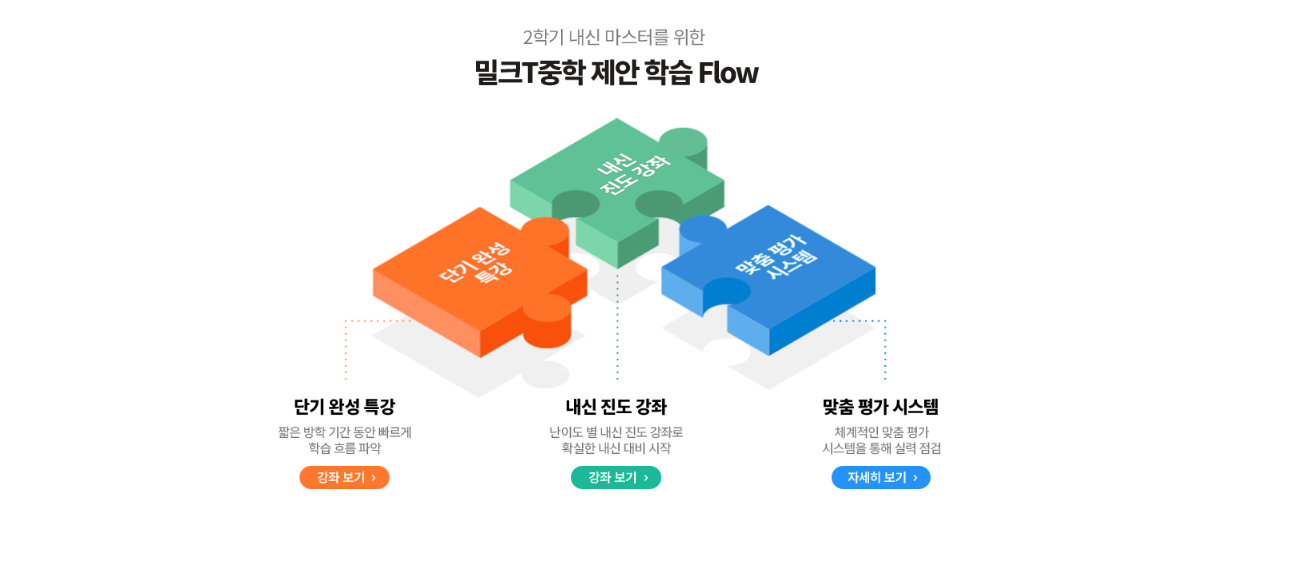 2학기 내신 마스터를 위한
밀크T중학 제안 학습 Flow
내신
진도 강좌
단기 완성
특강
맞춤 평가
시스템
단기 완성 특강
짧은 방학 기간 동안 빠르게
학습 흐름 파악
강좌 보기 >
내신 진도 강좌
난이도 별 내신 진도 강좌로
확실한 내신 대비 시작
강좌 보기 >
맞춤 평가 시스템
체계적인 맞춤 평가
시스템을 통해 실력 점검
자세히 보기 >